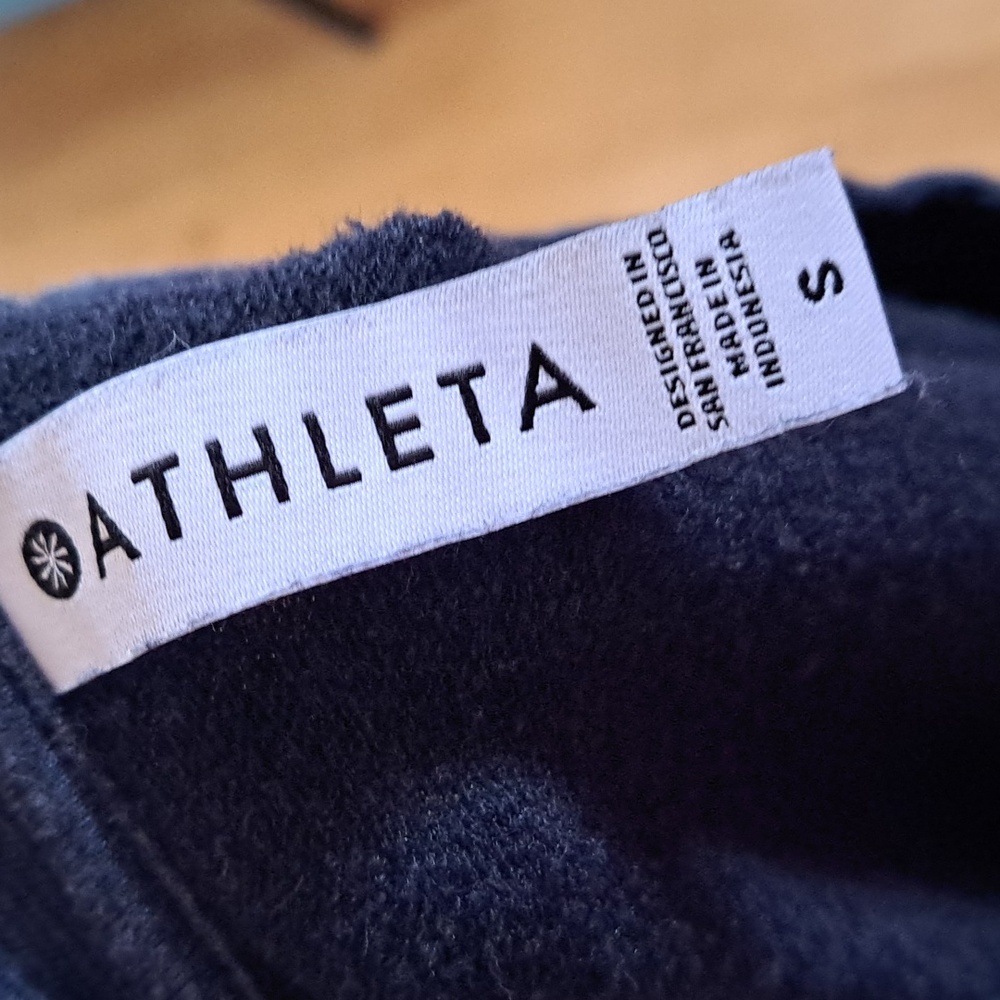 ATHLETA
DESIGNED IN
SAN FRANCISCO
MADE IN
INDONESIA
S